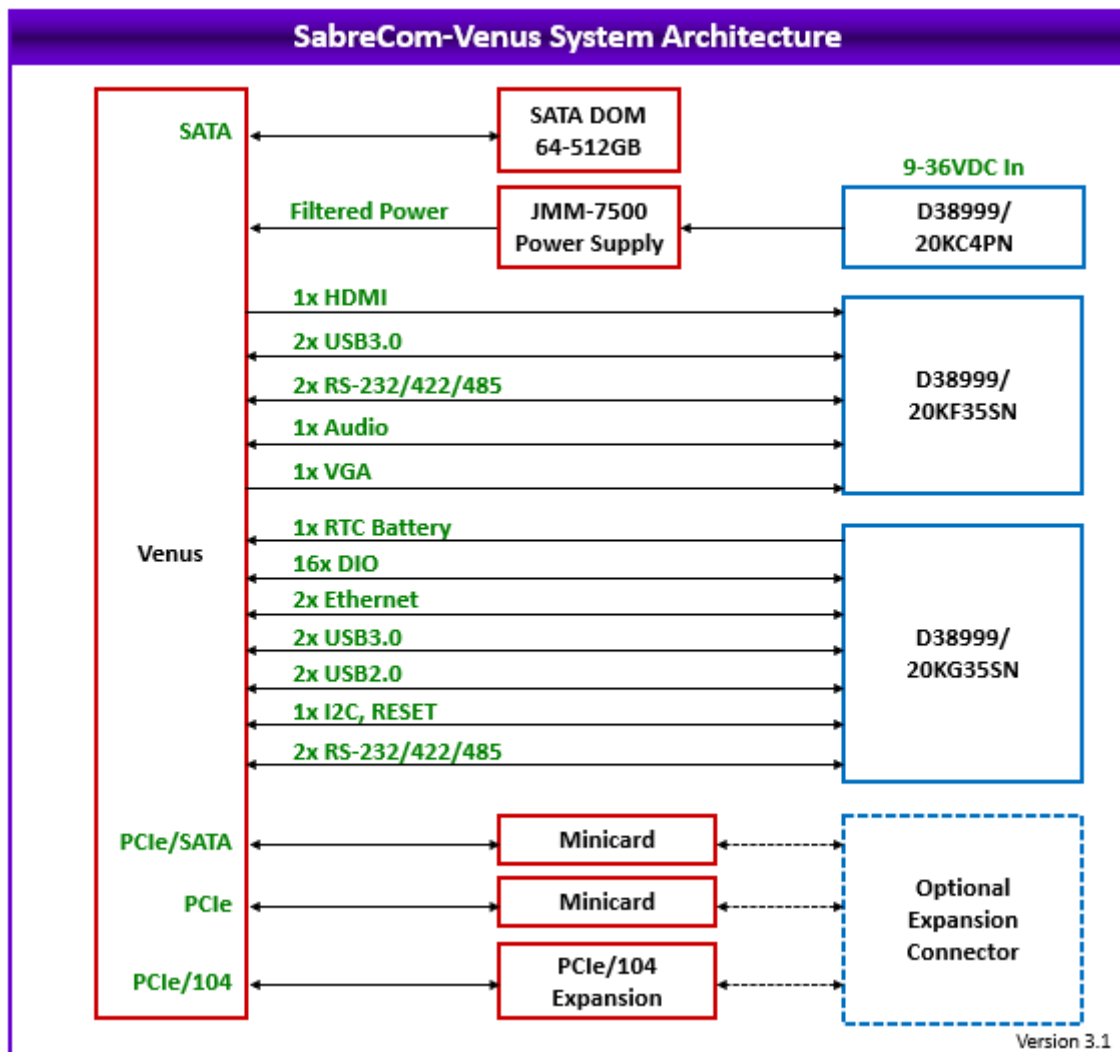 SabreCom-Venus System Architecture
SATA
SATA DOM
64-512GB
9-36VDC In
Filtered Power
JMM-7500
Power Supply
D38999/
20KC4PN
1x HDMI
2x USB3.0
2x RS-232/422/485
1x Audio
1x VGA
D38999/
20KF35SN
Venus
1x RTC Battery
16x DIO
2x Ethernet
2x USB3.0
2x USB2.0
1x I2C, RESET
2x RS-232/422/485
D38999/
20KG35SN
PCIe/SATA
Minicard
PCIe
Minicard
PCIe/104
PCIe/104
Expansion
Optional
Expansion
Connector
Version 3.1